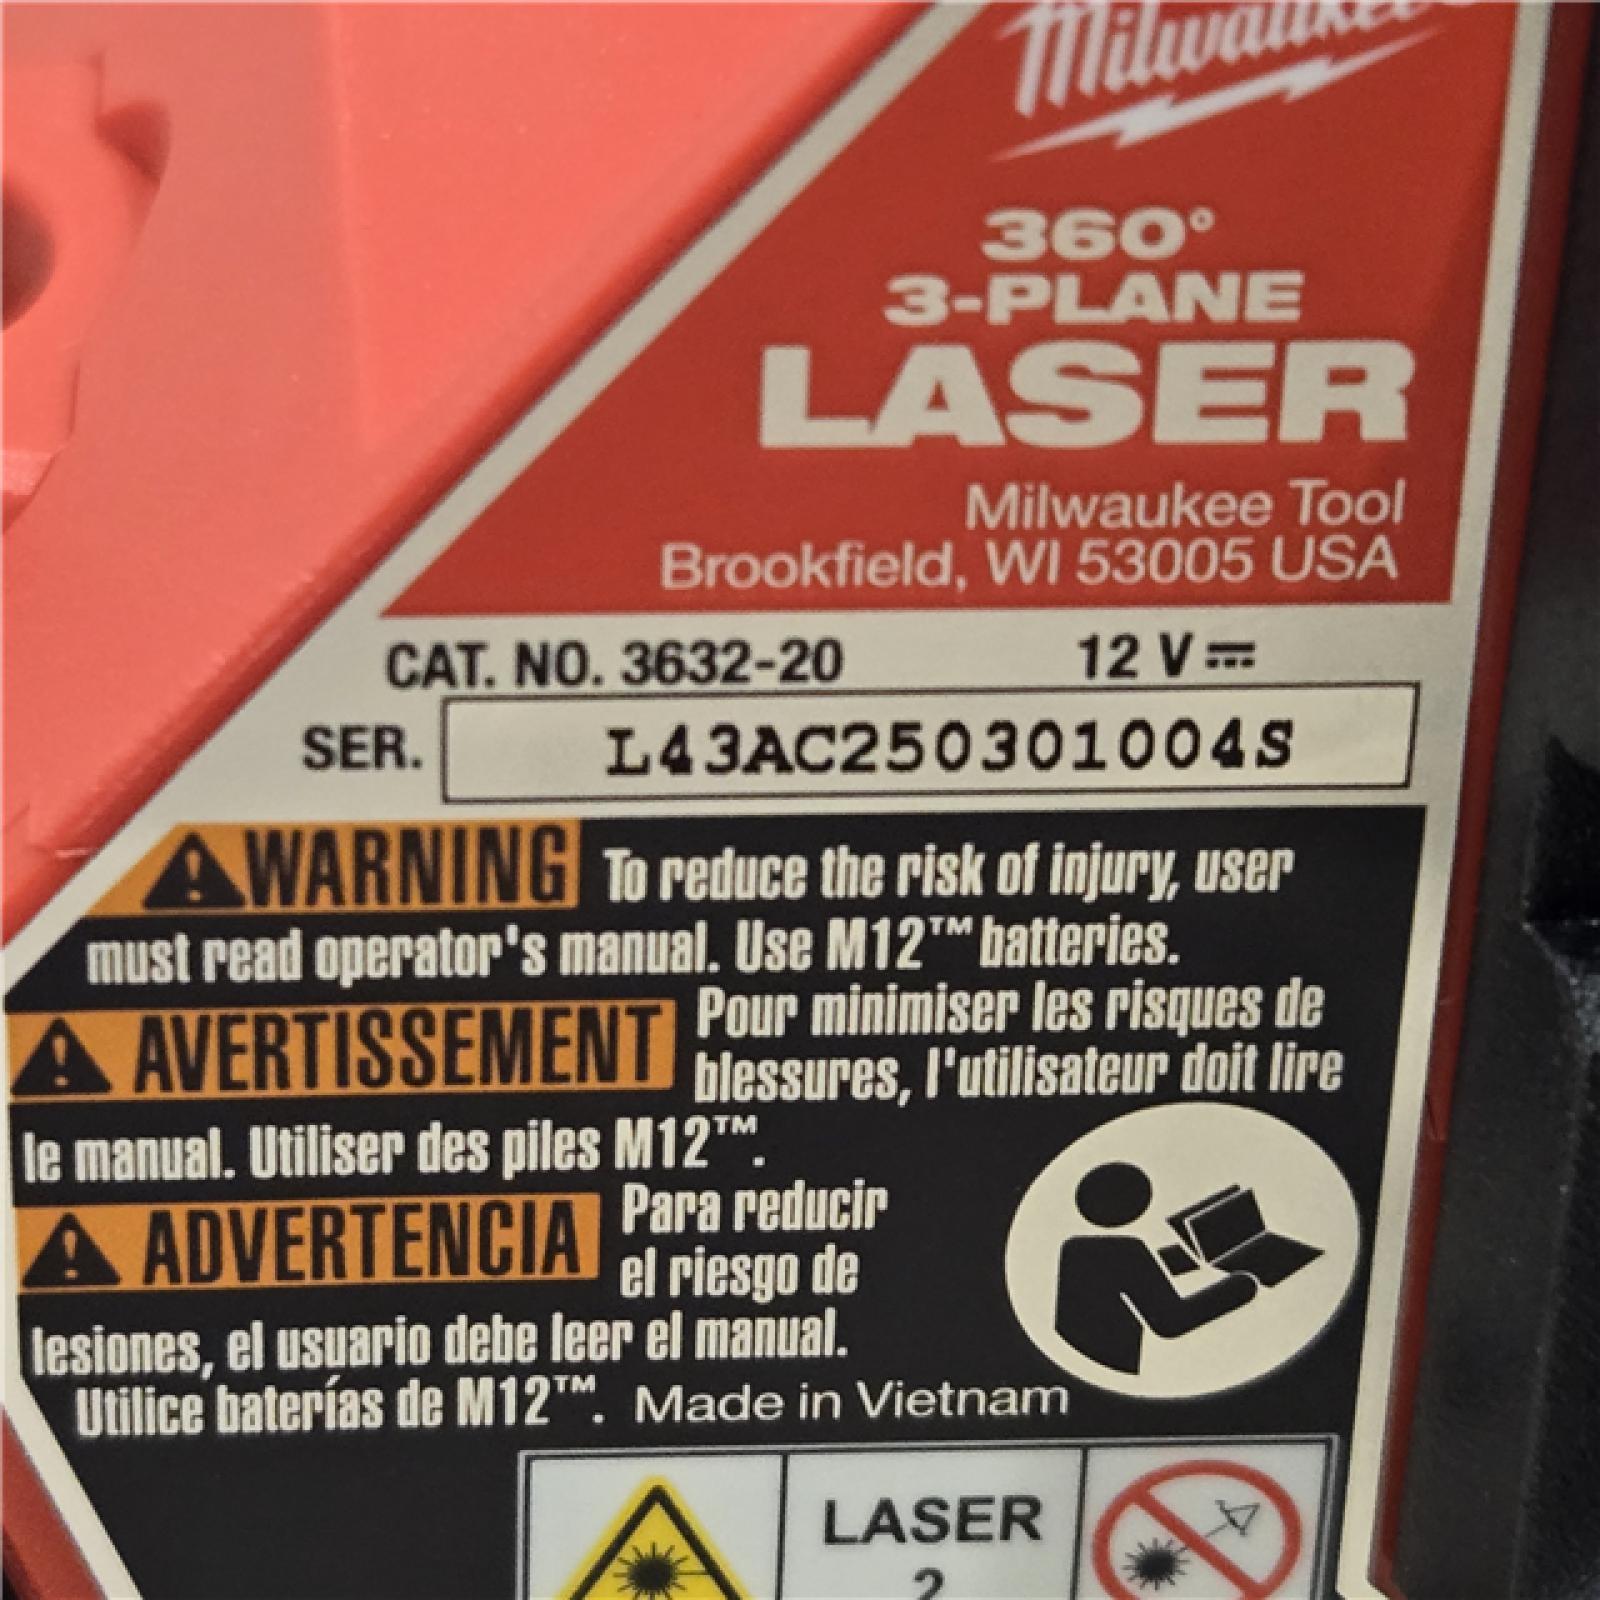 Milwaukee
360°
3-PLANE
LASER
Milwaukee Tool
Brookfield, WI 53005 USA
CAT. NO. 3632-20 12 V⎓
SER. L43AC250301004S
WARNING To reduce the risk of injury, user
must read operator's manual. Use M12™ batteries.
AVERTISSEMENT Pour minimiser les risques de
blessures, l'utilisateur doit lire
le manual. Utiliser des piles M12™.
ADVERTENCIA Para reducir
el riesgo de
lesiones, el usuario debe leer el manual.
Utilice baterías de M12™. Made in Vietnam
LASER
2